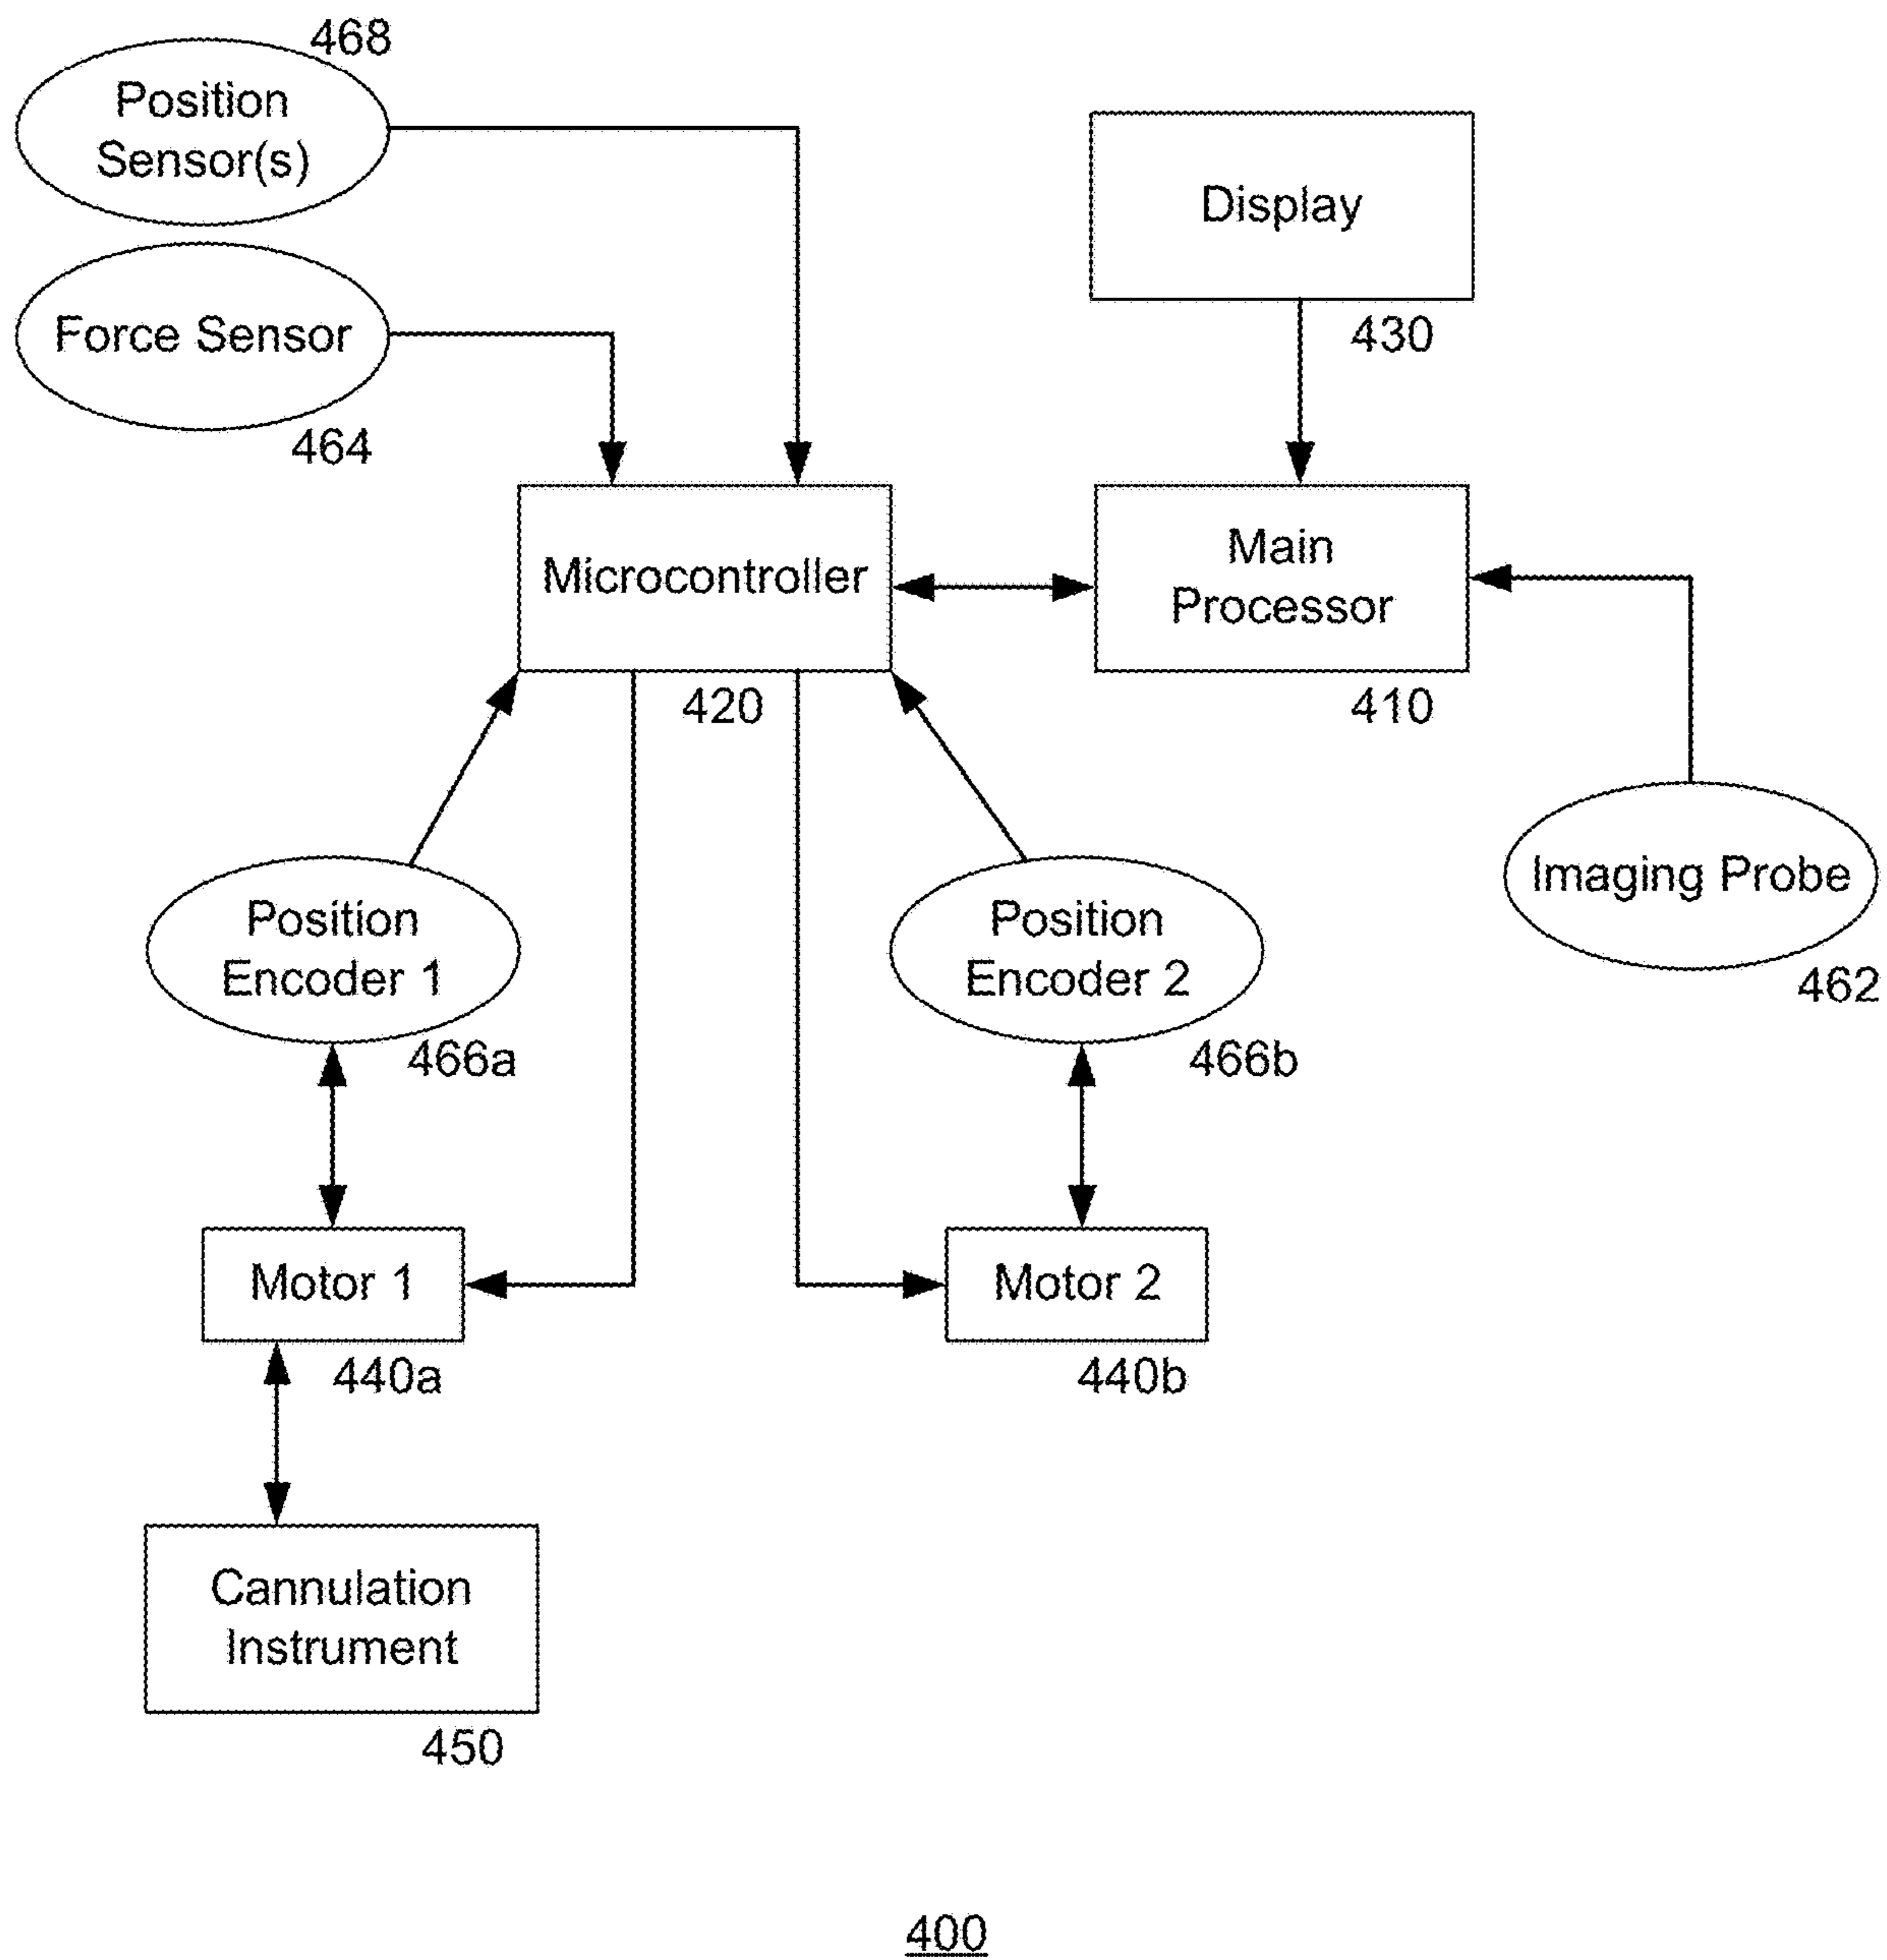 468
Position
Sensor(s)
Display
Force Sensor
430
464
Microcontroller
Main
Processor
420
410
Position
Encoder 1
Position
Encoder 2
Imaging Probe
462
466a
466b
Motor 1
Motor 2
440a
440b
Cannulation
Instrument
450
400